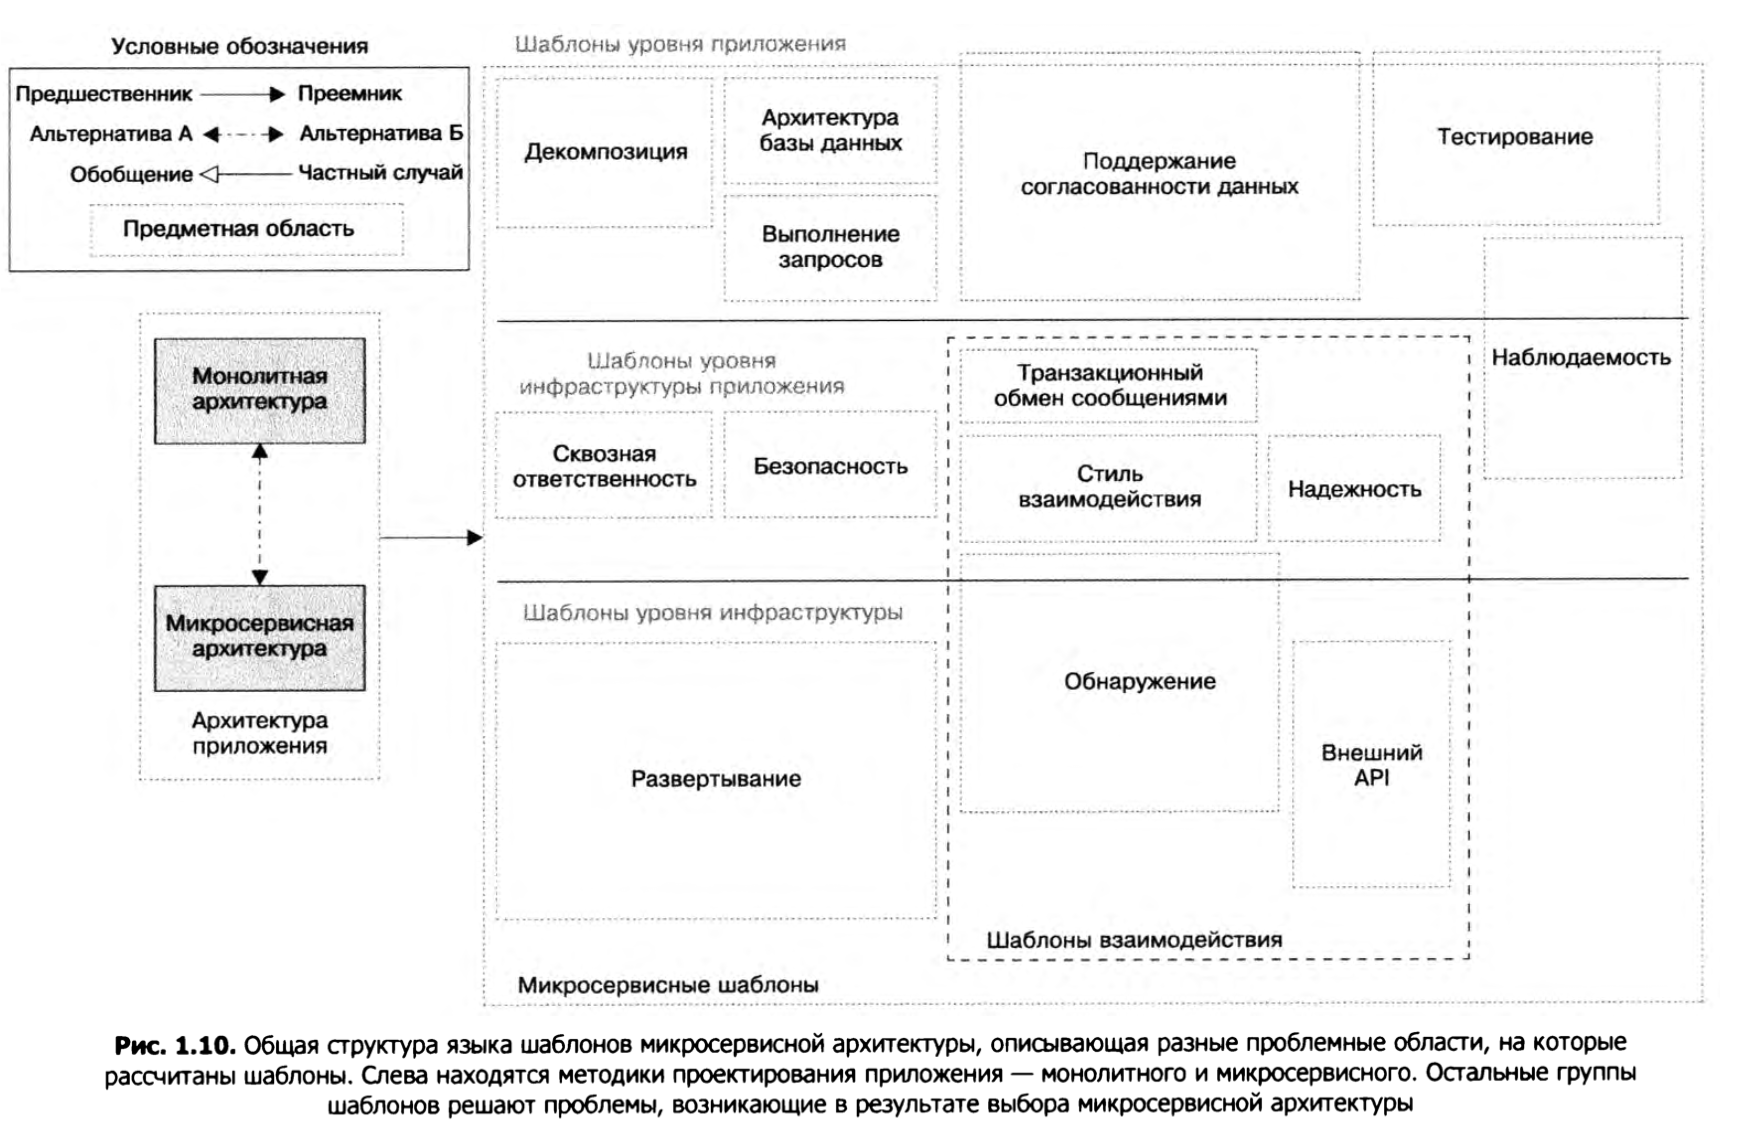 Условные обозначения
Предшественник Преемник
Альтернатива А Альтернатива Б
Обобщение Частный случай
Предметная область
Монолитная
архитектура
Микросервисная
архитектура
Архитектура
приложения
Шаблоны уровня приложения
Декомпозиция
Архитектура
базы данных
Выполнение
запросов
Поддержание
согласованности данных
Тестирование
Наблюдаемость
Шаблоны уровня
инфраструктуры приложения
Сквозная
ответственность
Безопасность
Транзакционный
обмен сообщениями
Стиль
взаимодействия
Надежность
Шаблоны уровня инфраструктуры
Развертывание
Обнаружение
Внешний
API
Шаблоны взаимодействия
Микросервисные шаблоны
Рис. 1.10. Общая структура языка шаблонов микросервисной архитектуры, описывающая разные проблемные области, на которые
рассчитаны шаблоны. Слева находятся методики проектирования приложения — монолитного и микросервисного. Остальные группы
шаблонов решают проблемы, возникающие в результате выбора микросервисной архитектуры